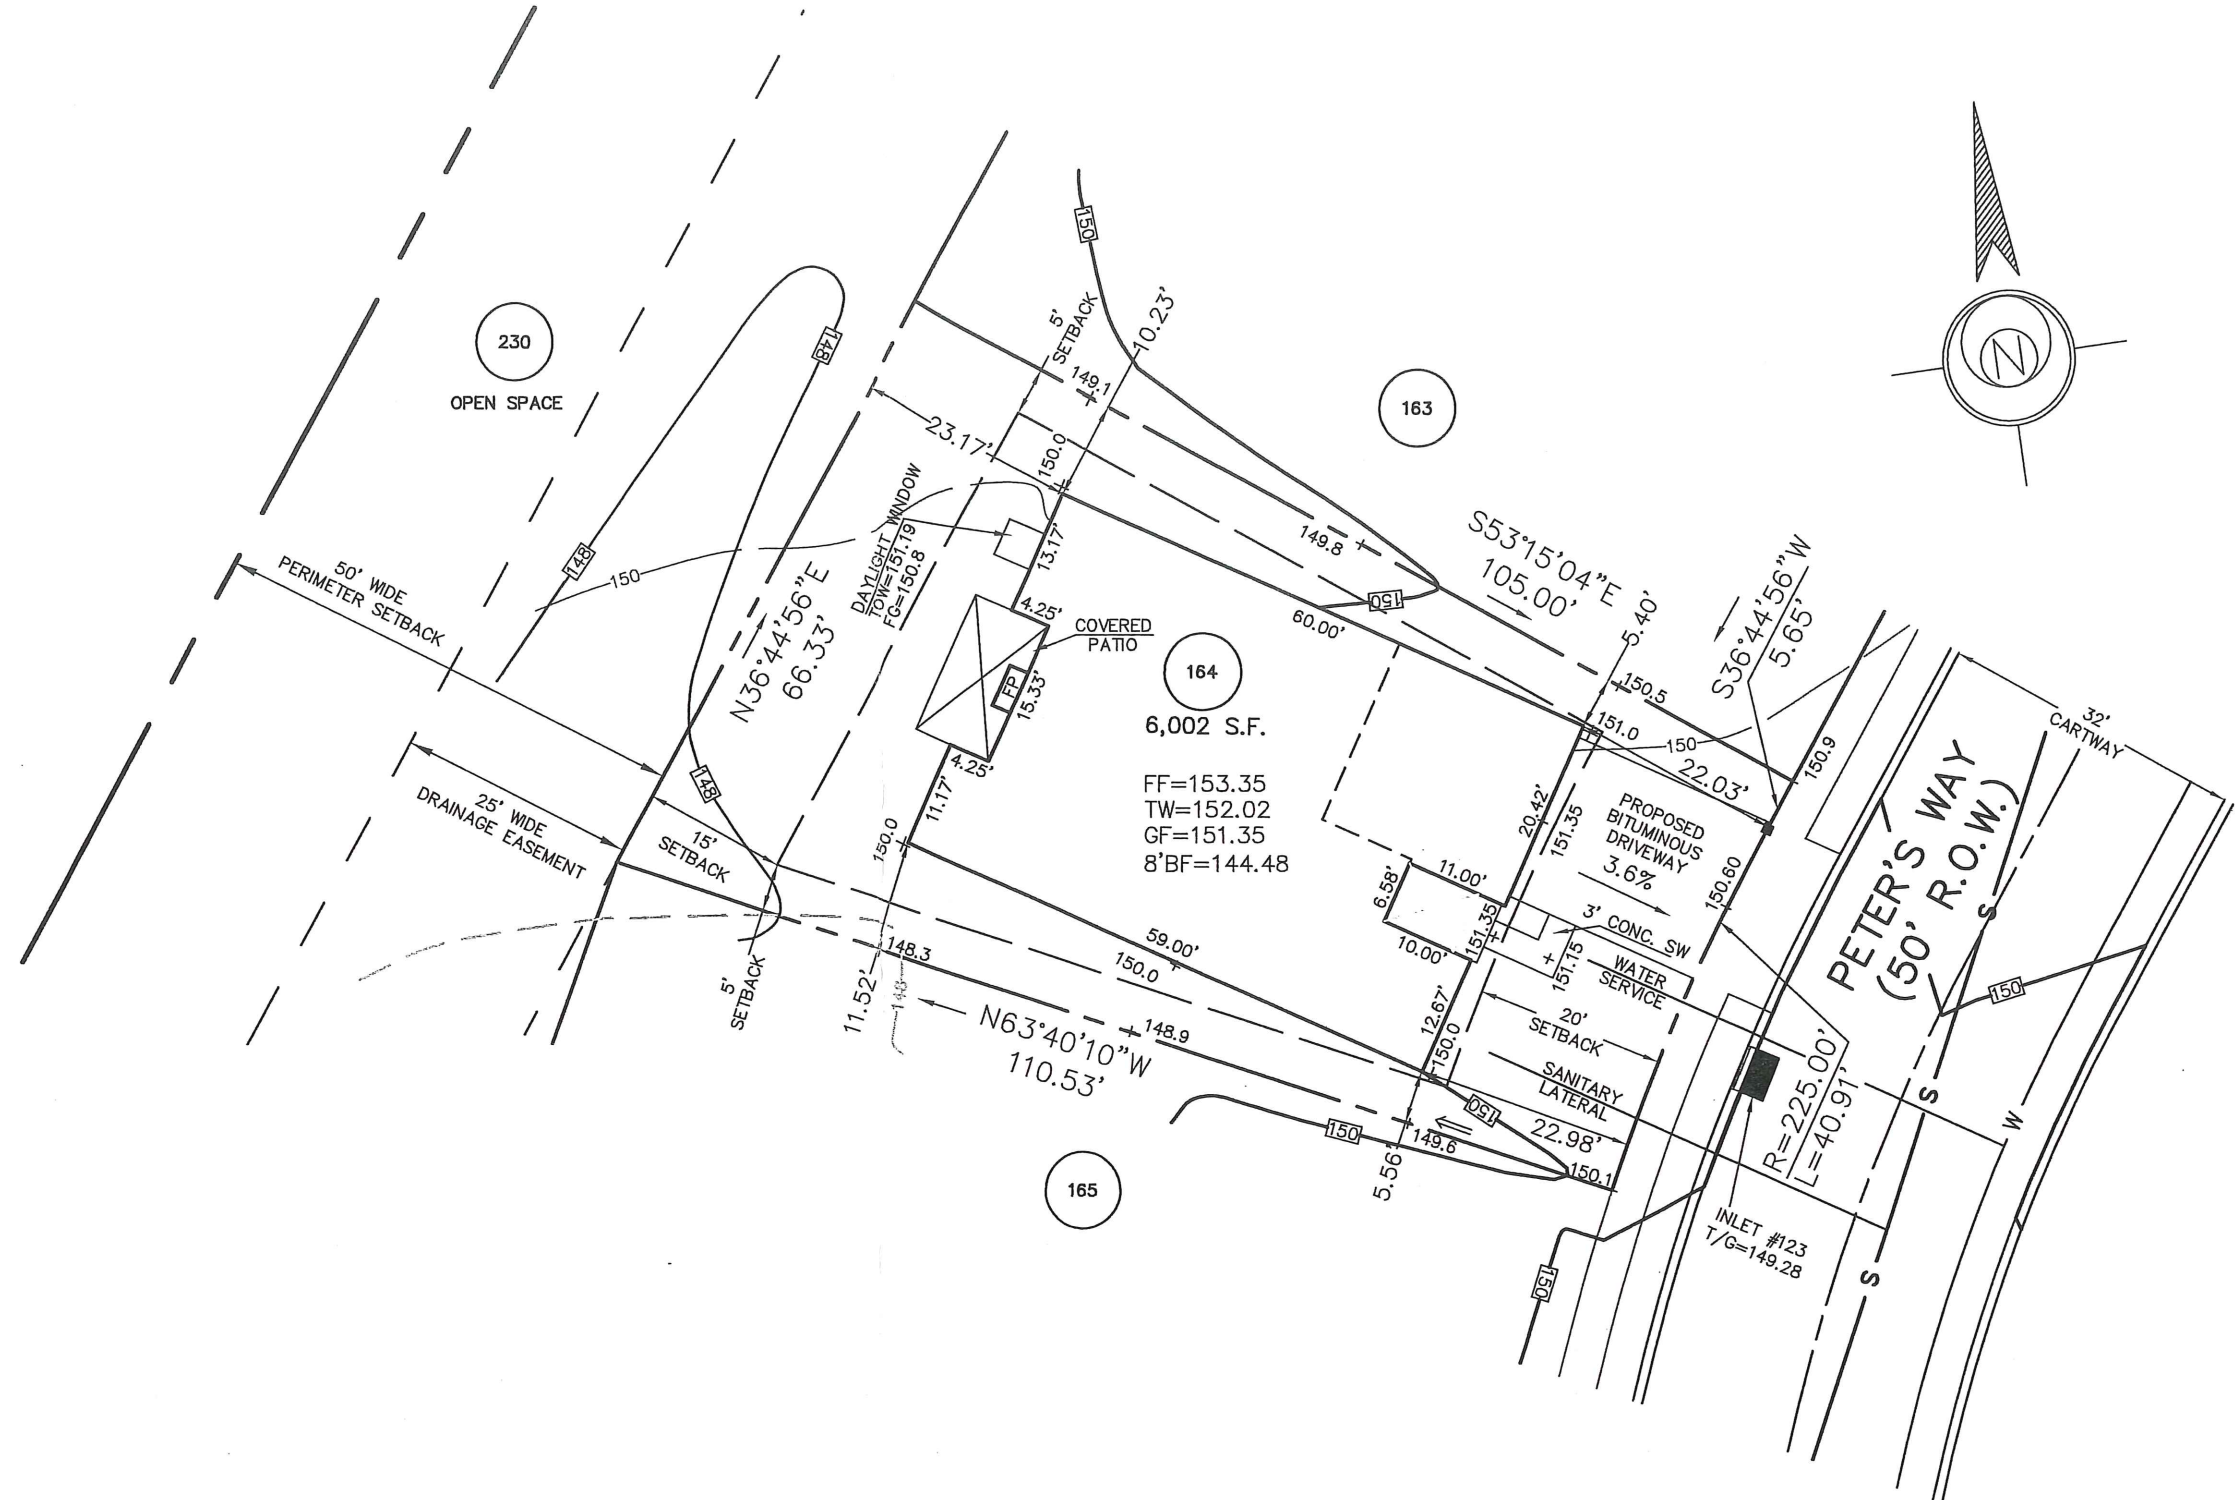 230
OPEN SPACE
148
148
150
148
148
50' WIDE
PERIMETER SETBACK
25' WIDE
DRAINAGE EASEMENT
15'
SETBACK
5'
SETBACK
N36°44'56"E
66.33'
23.17'
5'
SETBACK
150
10.23'
149.1
150.0
DAYLIGHT WINDOW
TOW=151.19
FG=150.8
13.17'
4.25'
COVERED
PATIO
FP
15.33'
4.25'
11.17'
150.0
148.3
11.52'
163
149.8
150
60.00'
S53°15'04"E
105.00'
5.40'
S36°44'56"W
5.65'
150.5
151.0
150
22.03'
150.9
164
6,002 S.F.
FF=153.35
TW=152.02
GF=151.35
8'BF=144.48
20.42'
151.35
PROPOSED
BITUMINOUS
DRIVEWAY
3.6%
150.60
11.00'
6.58'
10.00'
151.35
3' CONC. SW
151.15
WATER
SERVICE
12.67'
150.0
20'
SETBACK
SANITARY
LATERAL
59.00'
150.0
N63°40'10"W
110.53'
148.9
150
150
149.6
22.98'
150.1
5.56'
165
32'
CARTWAY
PETER'S WAY
(50' R.O.W.)
S
150
S
W
S
R=225.00'
L=40.91'
INLET #123
T/G=149.28
150
N